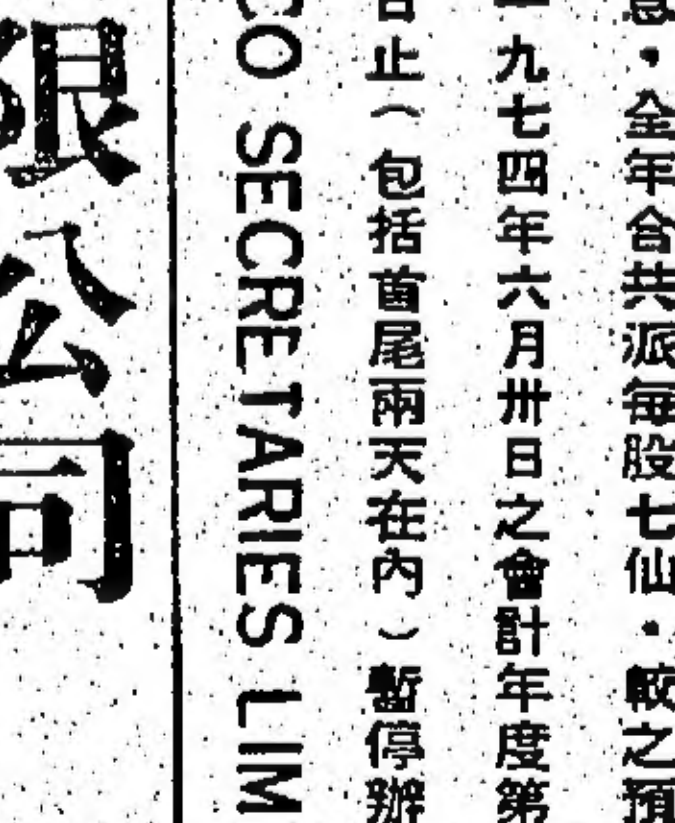 息・全年合共派每股七仙・較之預
一九七四年六月卅日之會計年度第
日止（包括首尾兩天在內）暫停辦
CO SECRETARIES LIM
限公司